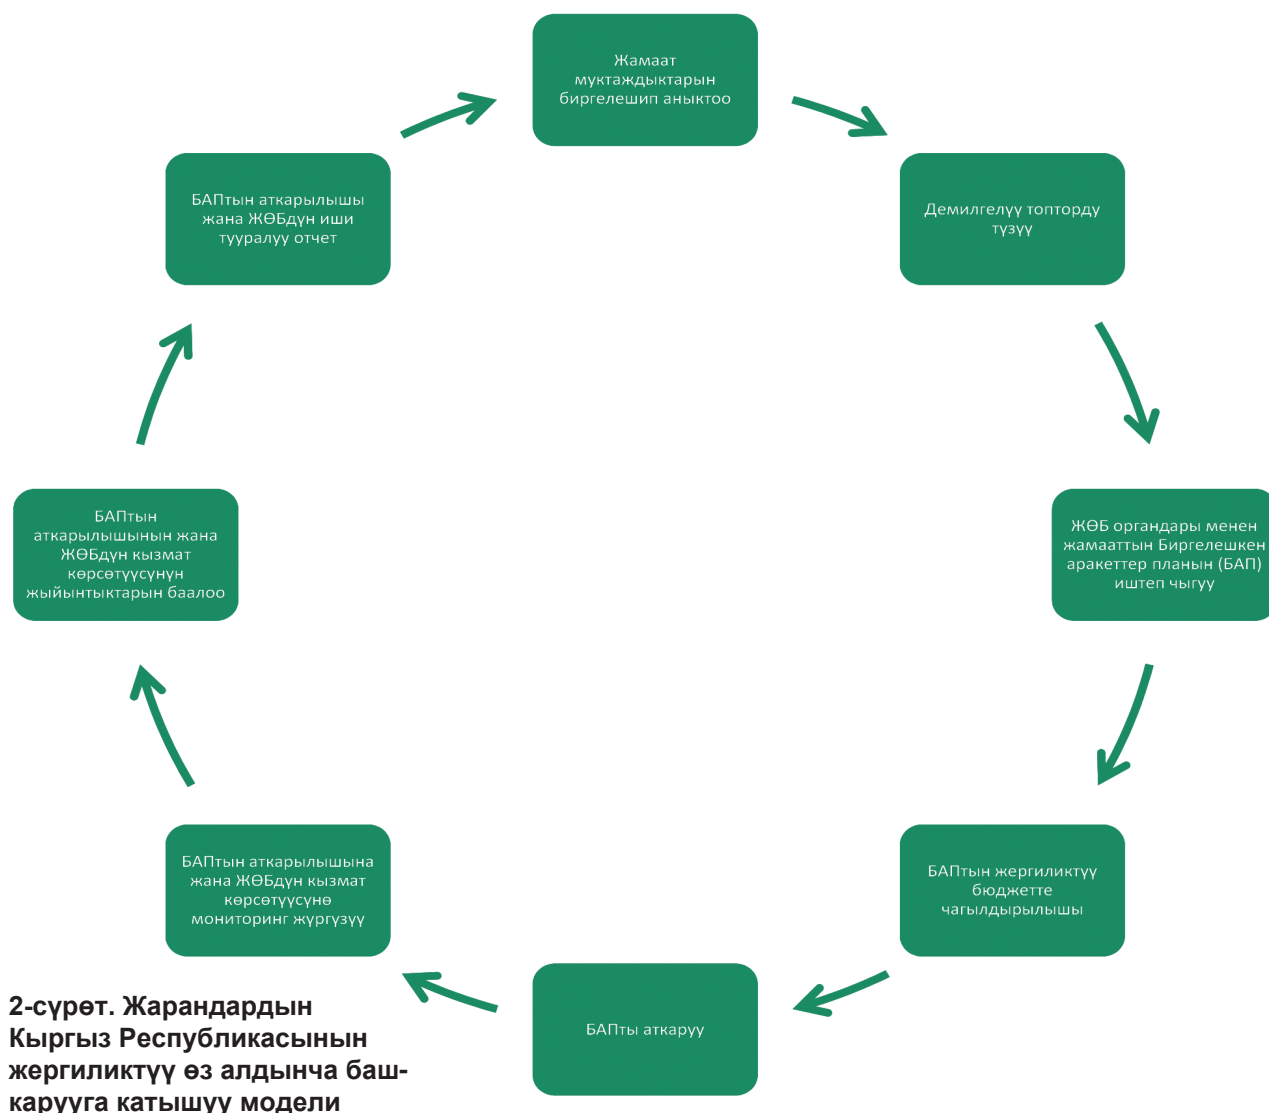 Жамаат
муктаждыктарын
биргелешип аныктоо
Демилгелүү топторду
түзүү
ЖӨБ органдары менен
жамааттын Биргелешкен
аракеттер планын (БАП)
иштеп чыгуу
БАПтын жергиликтүү
бюджетте
чагылдырылышы
БАПты аткаруу
БАПтын аткарылышына
жана ЖӨБдүн кызмат
көрсөтүүсүнө
мониторинг жүргүзүү
БАПтын
аткарылышынын жана
ЖӨБдүн кызмат
көрсөтүүсүнүн
жыйынтыктарын баалоо
БАПтын аткарылышы
жана ЖӨБдүн иши
тууралуу отчет
2-сүрөт. Жарандардын
Кыргыз Республикасынын
жергиликтүү өз алдынча баш-
карууга катышуу модели